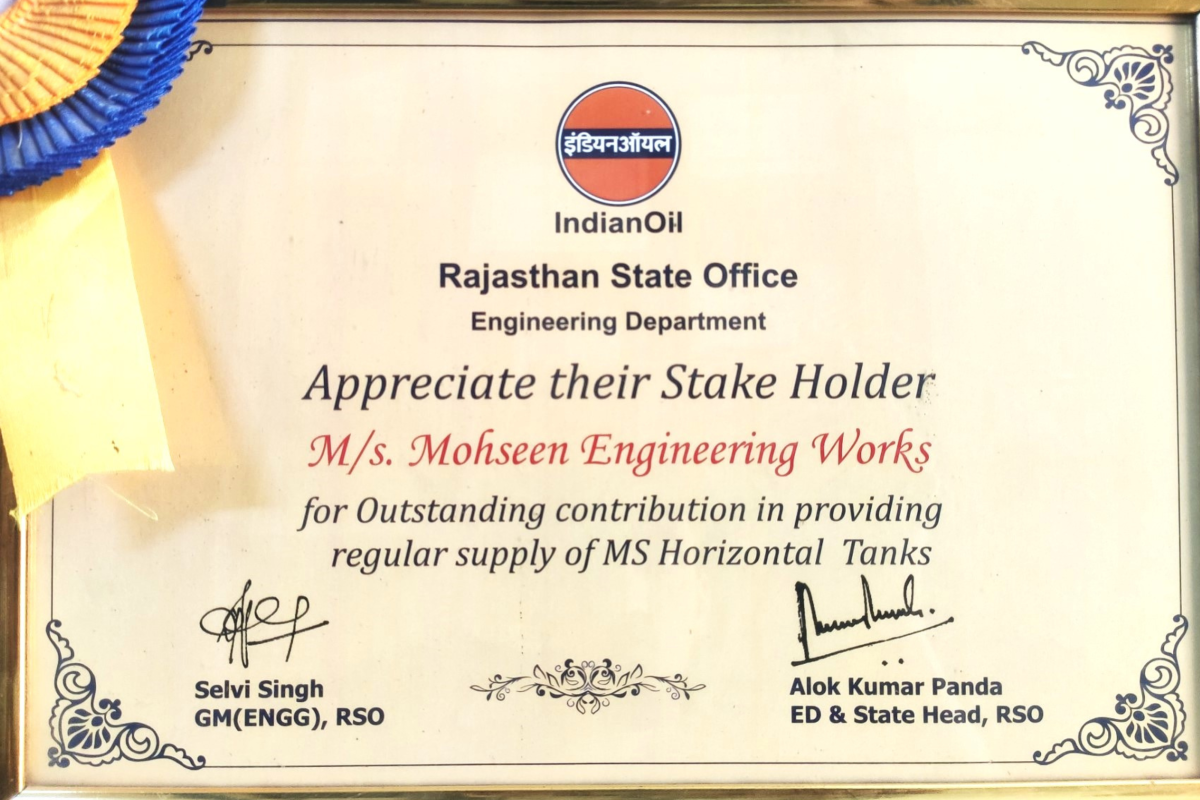 इंडियनऑयल
IndianOil
Rajasthan State Office
Engineering Department
Appreciate their Stake Holder
M/s. Mohseen Engineering Works
for Outstanding contribution in providing
regular supply of MS Horizontal Tanks
Selvi Singh
GM(ENGG), RSO
Alok Kumar Panda
ED & State Head, RSO